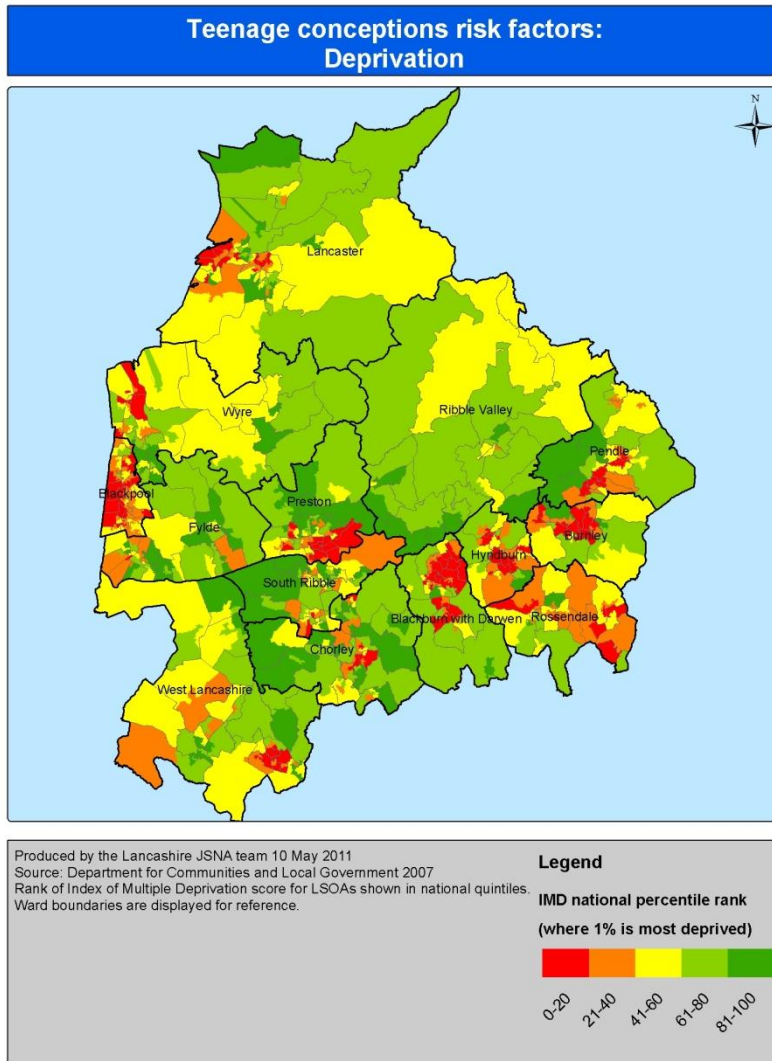 Teenage conceptions risk factors:
Deprivation
N
Lancaster
Wyre
Ribble Valley
Pendle
Blackpool
Preston
Fylde
Burnley
Hyndburn
South Ribble
Blackburn with Darwen
Rossendale
Chorley
West Lancashire
Produced by the Lancashire JSNA team 10 May 2011
Source: Department for Communities and Local Government 2007
Rank of Index of Multiple Deprivation score for LSOAs shown in national quintiles.
Ward boundaries are displayed for reference.
Legend
IMD national percentile rank
(where 1% is most deprived)
0-20
21-40
41-60
61-80
81-100